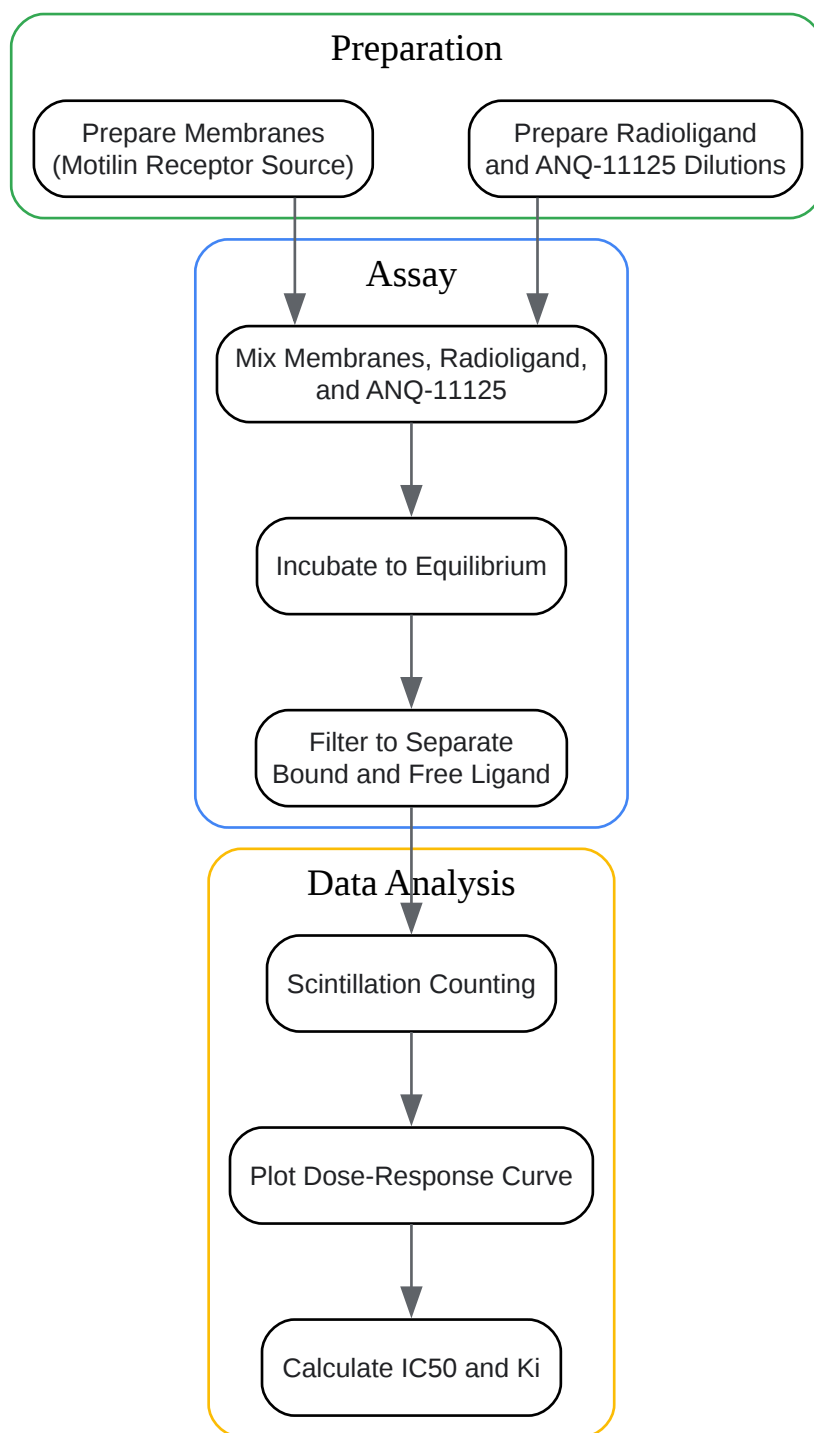 Preparation
Prepare Membranes
(Motilin Receptor Source)
Prepare Radioligand
and ANQ-11125 Dilutions
Assay
Mix Membranes, Radioligand,
and ANQ-11125
Incubate to Equilibrium
Filter to Separate
Bound and Free Ligand
Data Analysis
Scintillation Counting
Plot Dose-Response Curve
Calculate IC50 and Ki